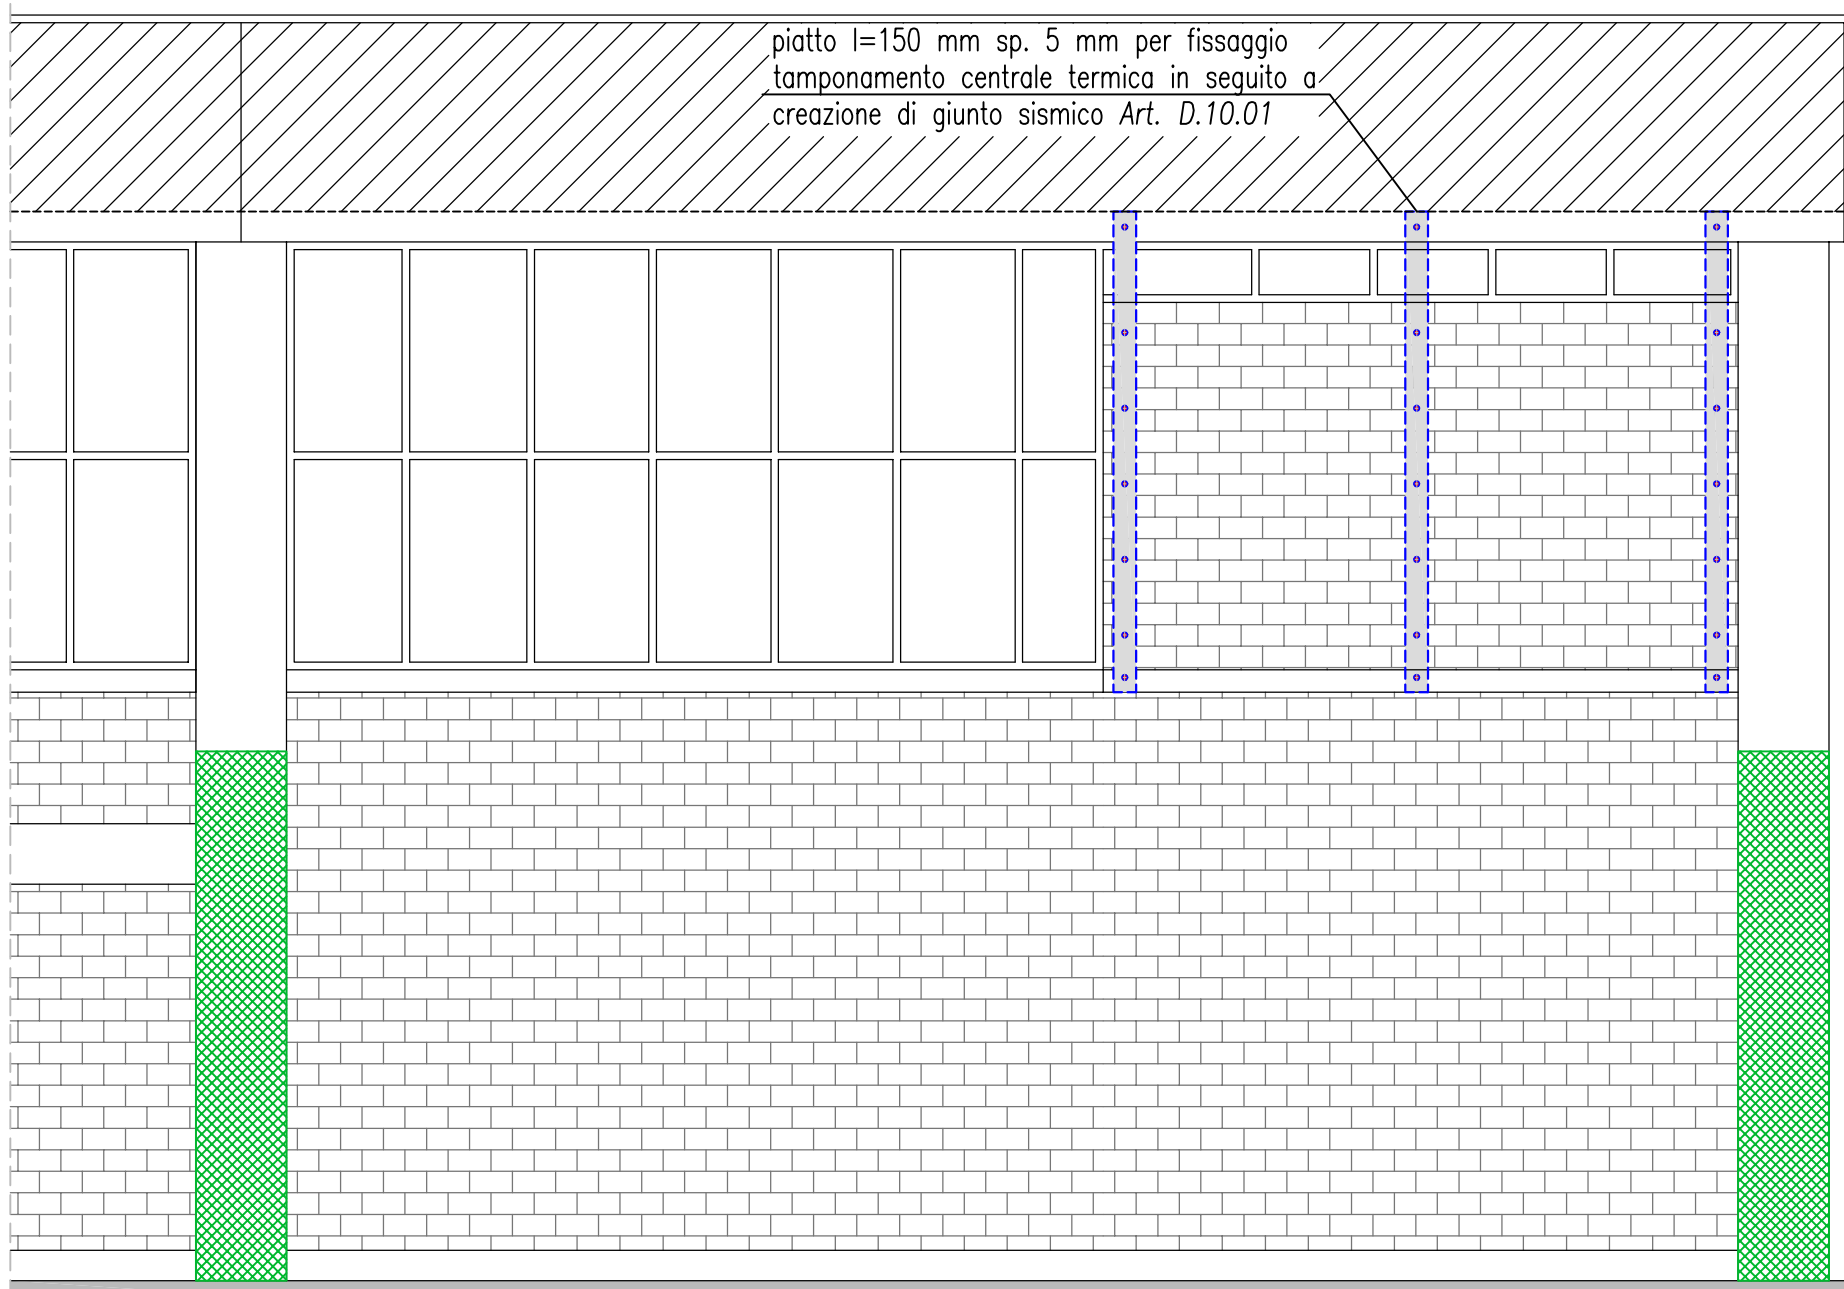 piatto l=150 mm sp. 5 mm per fissaggio
tamponamento centrale termica in seguito a
creazione di giunto sismico Art. D.10.01